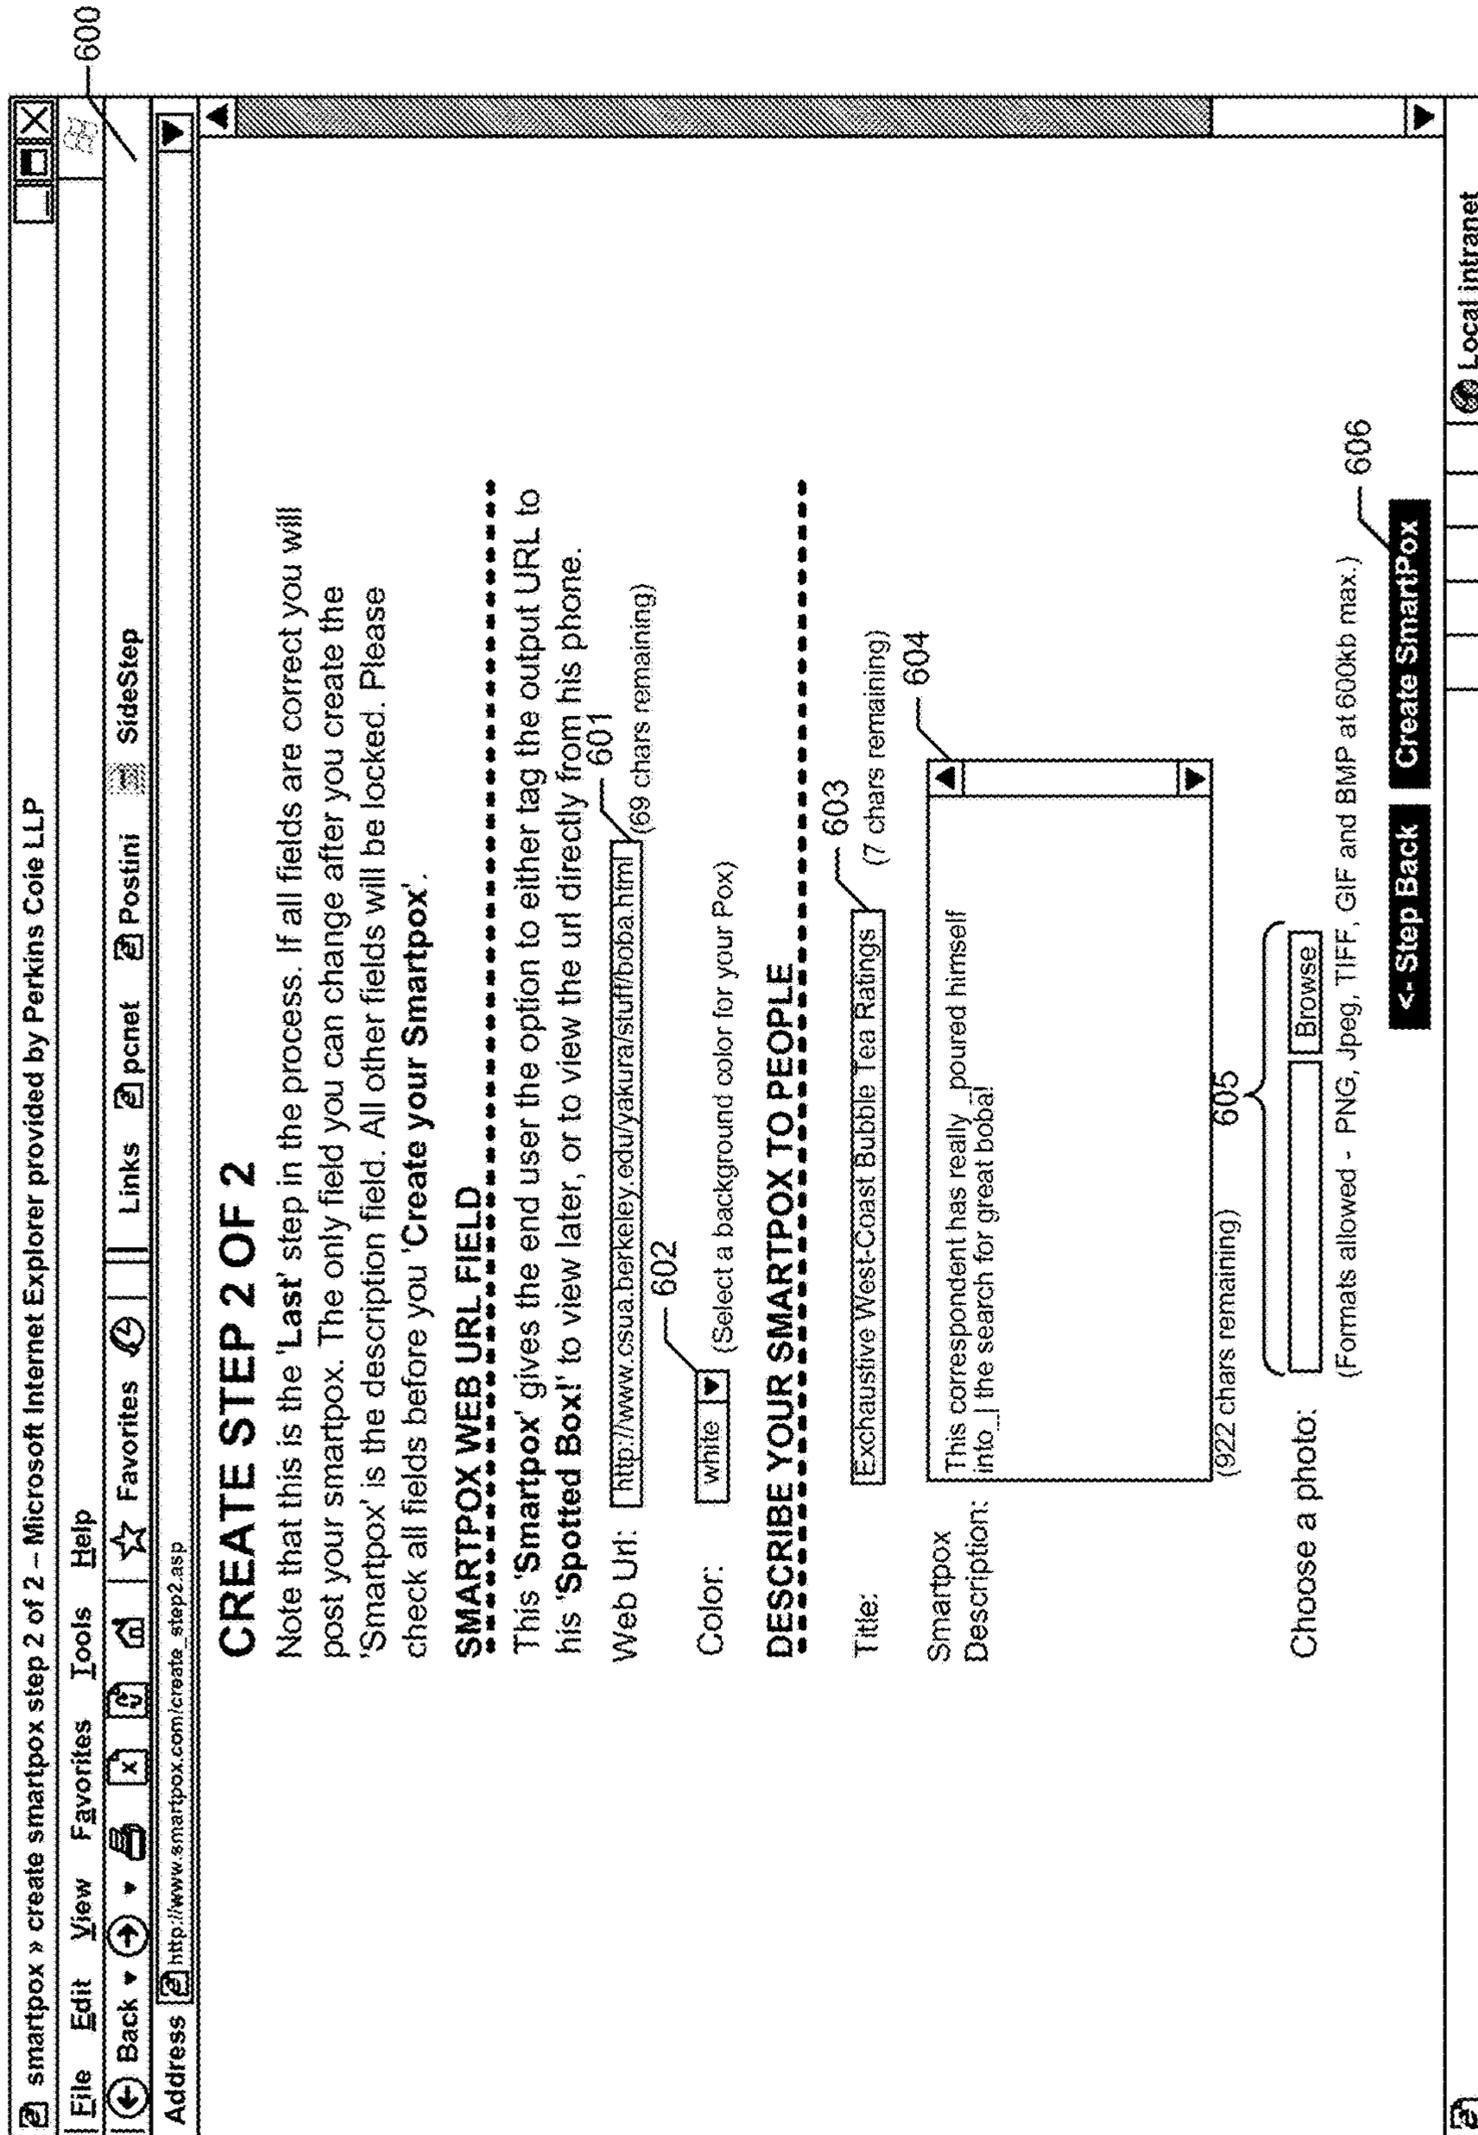 smartpox » create smartpox step 2 of 2 – Microsoft Internet Explorer provided by Perkins Coie LLP
File Edit View Favorites Tools Help
600
Back Favorites Links pcnet Postini SideStep
Address http://www.smartpox.com/create_step2.asp
CREATE STEP 2 OF 2
Note that this is the 'Last' step in the process. If all fields are correct you will
post your smartpox. The only field you can change after you create the
'Smartpox' is the description field. All other fields will be locked. Please
check all fields before you 'Create your Smartpox'.
SMARTPOX WEB URL FIELD
This 'Smartpox' gives the end user the option to either tag the output URL to
his 'Spotted Box!' to view later, or to view the url directly from his phone.
601
Web Url: http://www.csua.berkeley.edu/yakura/stuff/boba.html (69 chars remaining)
602
Color: white (Select a background color for your Pox)
DESCRIBE YOUR SMARTPOX TO PEOPLE
603
Title: Exchaustive West-Coast Bubble Tea Ratings (7 chars remaining)
604
Smartpox
Description:
This correspondent has really _poured himself
into_| the search for great boba!
(922 chars remaining)
605
Choose a photo: Browse
(Formats allowed - PNG, Jpeg, TIFF, GIF and BMP at 600kb max.)
606
<- Step Back Create SmartPox
Local intranet